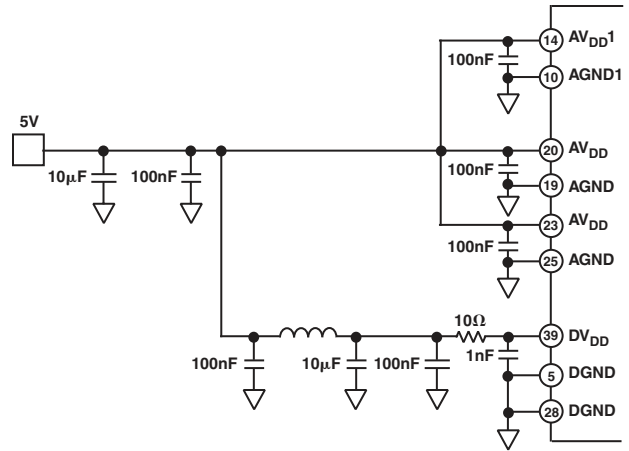 14 AVDD1
100nF
10 AGND1
5V
20 AVDD
10μF 100nF 100nF
19 AGND
23 AVDD
100nF
25 AGND
10Ω
39 DVDD
100nF 10μF 100nF 1nF
5 DGND
28 DGND